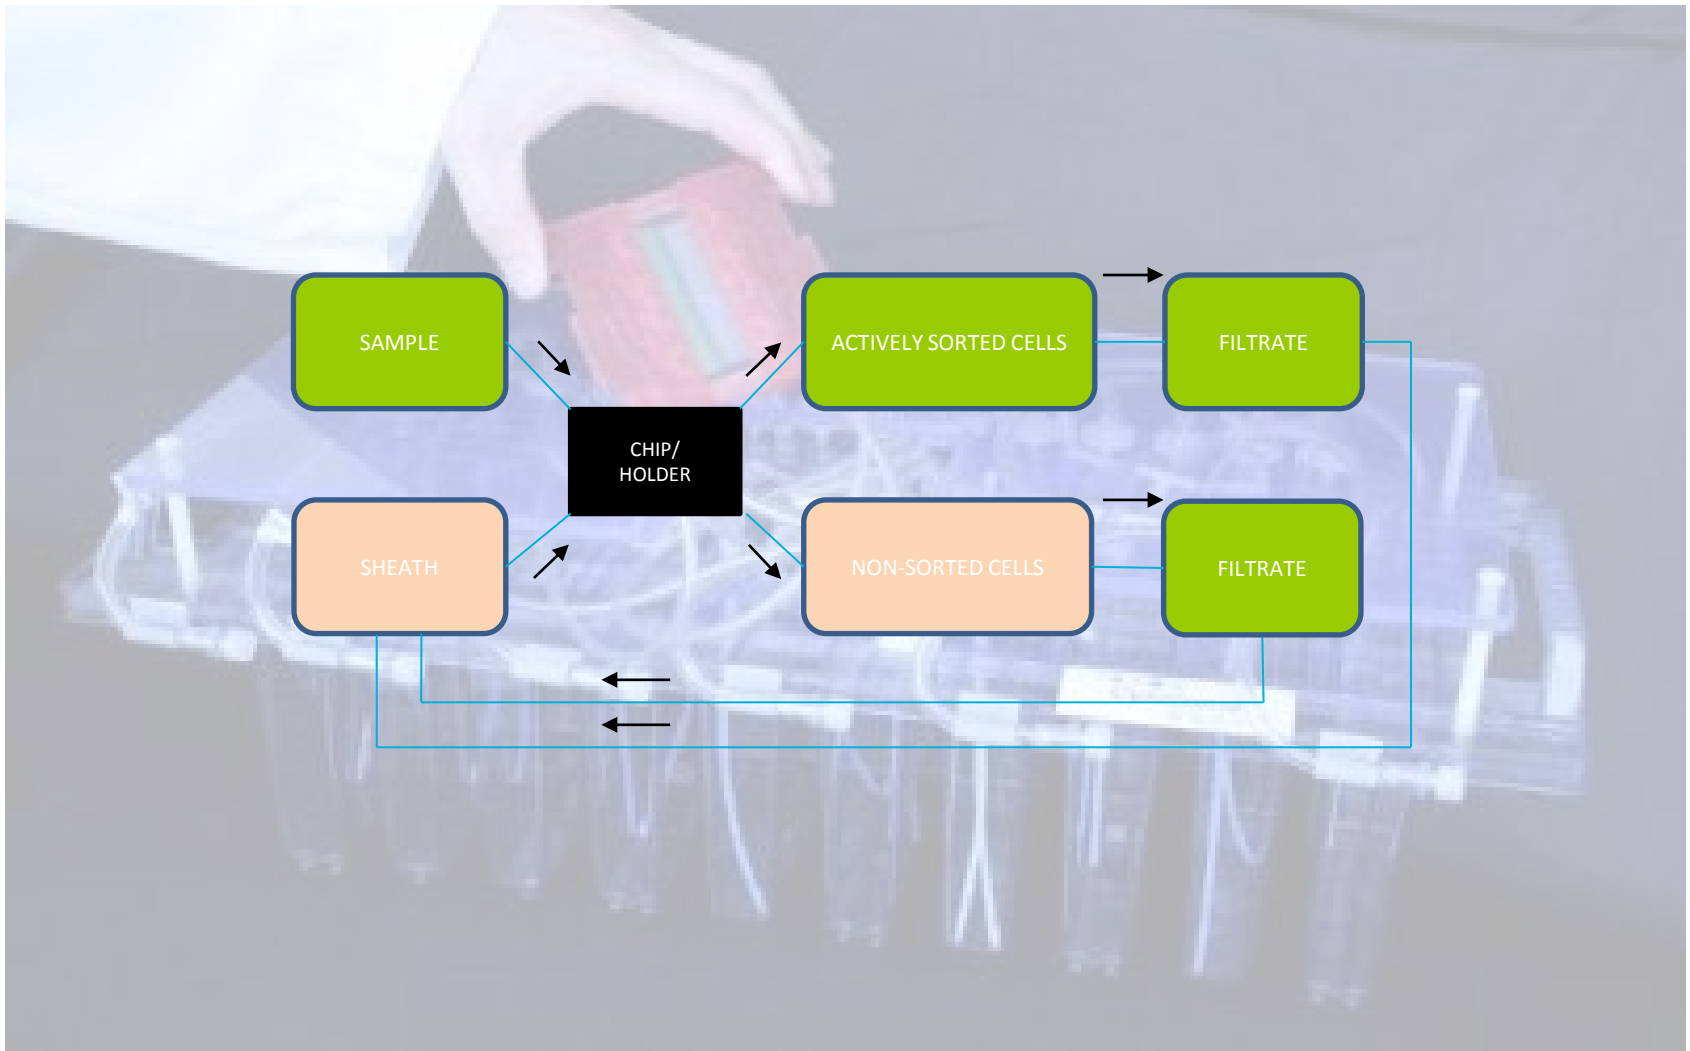 SAMPLE
ACTIVELY SORTED CELLS
FILTRATE
CHIP/
HOLDER
SHEATH
NON-SORTED CELLS
FILTRATE